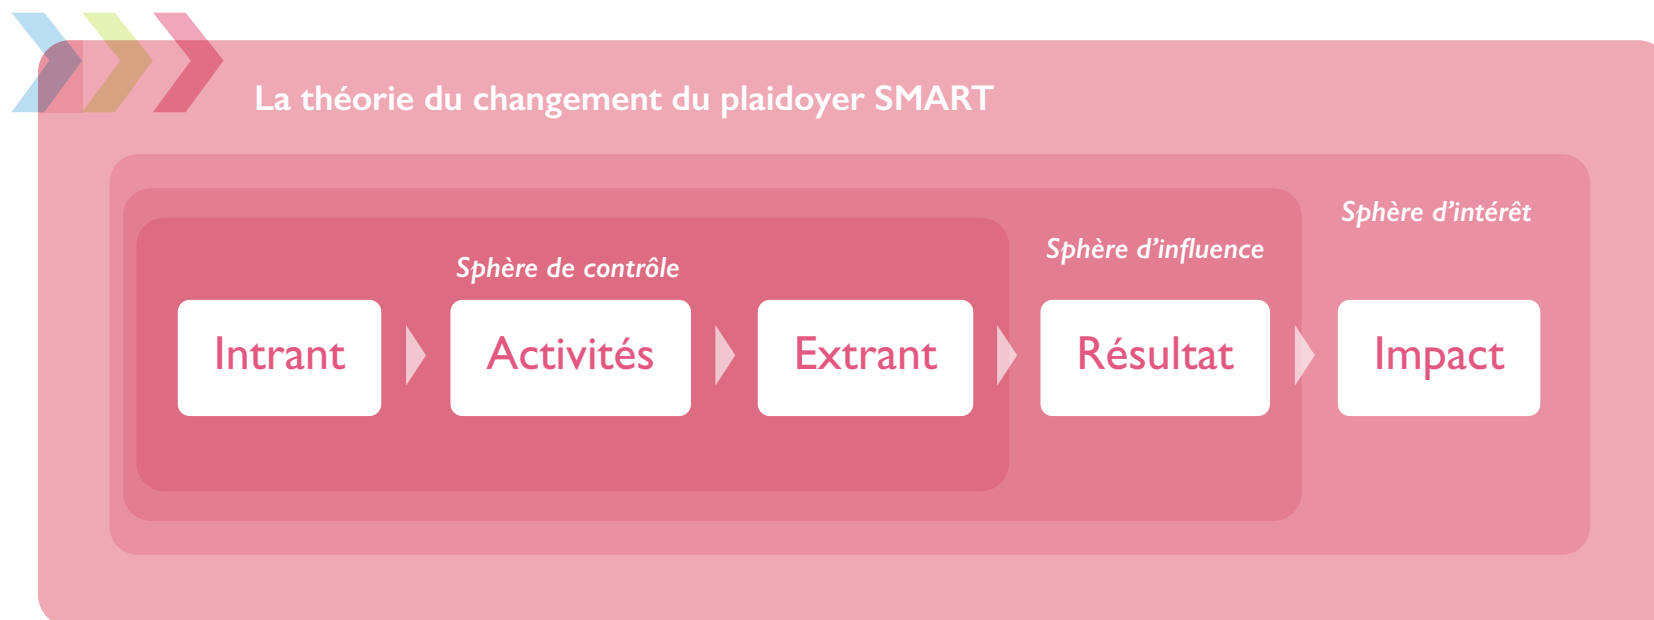 La théorie du changement du plaidoyer SMART
Sphère d’intérêt
Sphère d’influence
Sphère de contrôle
Intrant
Activités
Extrant
Résultat
Impact